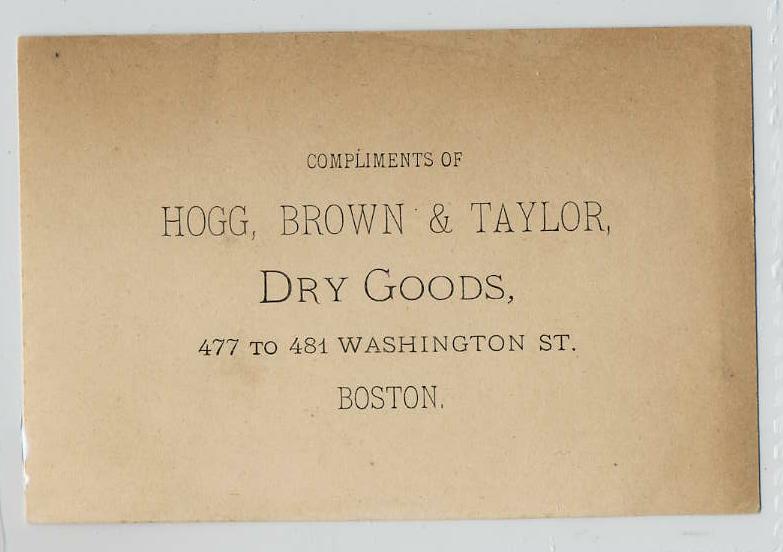 COMPLIMENTS OF
HOGG, BROWN & TAYLOR,
DRY GOODS,
477 TO 481 WASHINGTON ST.
BOSTON.